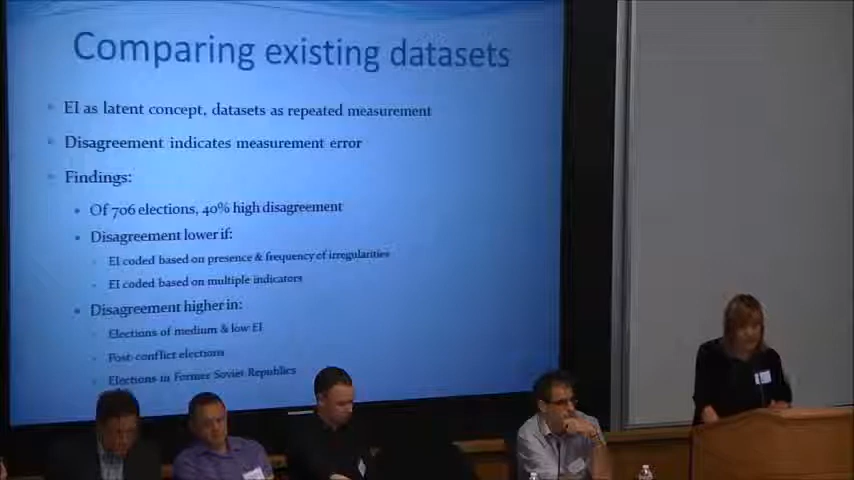 Comparing existing datasets
EI as latent concept, datasets as repeated measurement
Disagreement indicates measurement error
Findings:
Of 706 elections, 40% high disagreement
Disagreement lower if:
EI coded based on presence & frequency of irregularities
EI coded based on multiple indicators
Disagreement higher in:
Elections of medium & low EI
Post-conflict elections
Elections in Former Soviet Republics